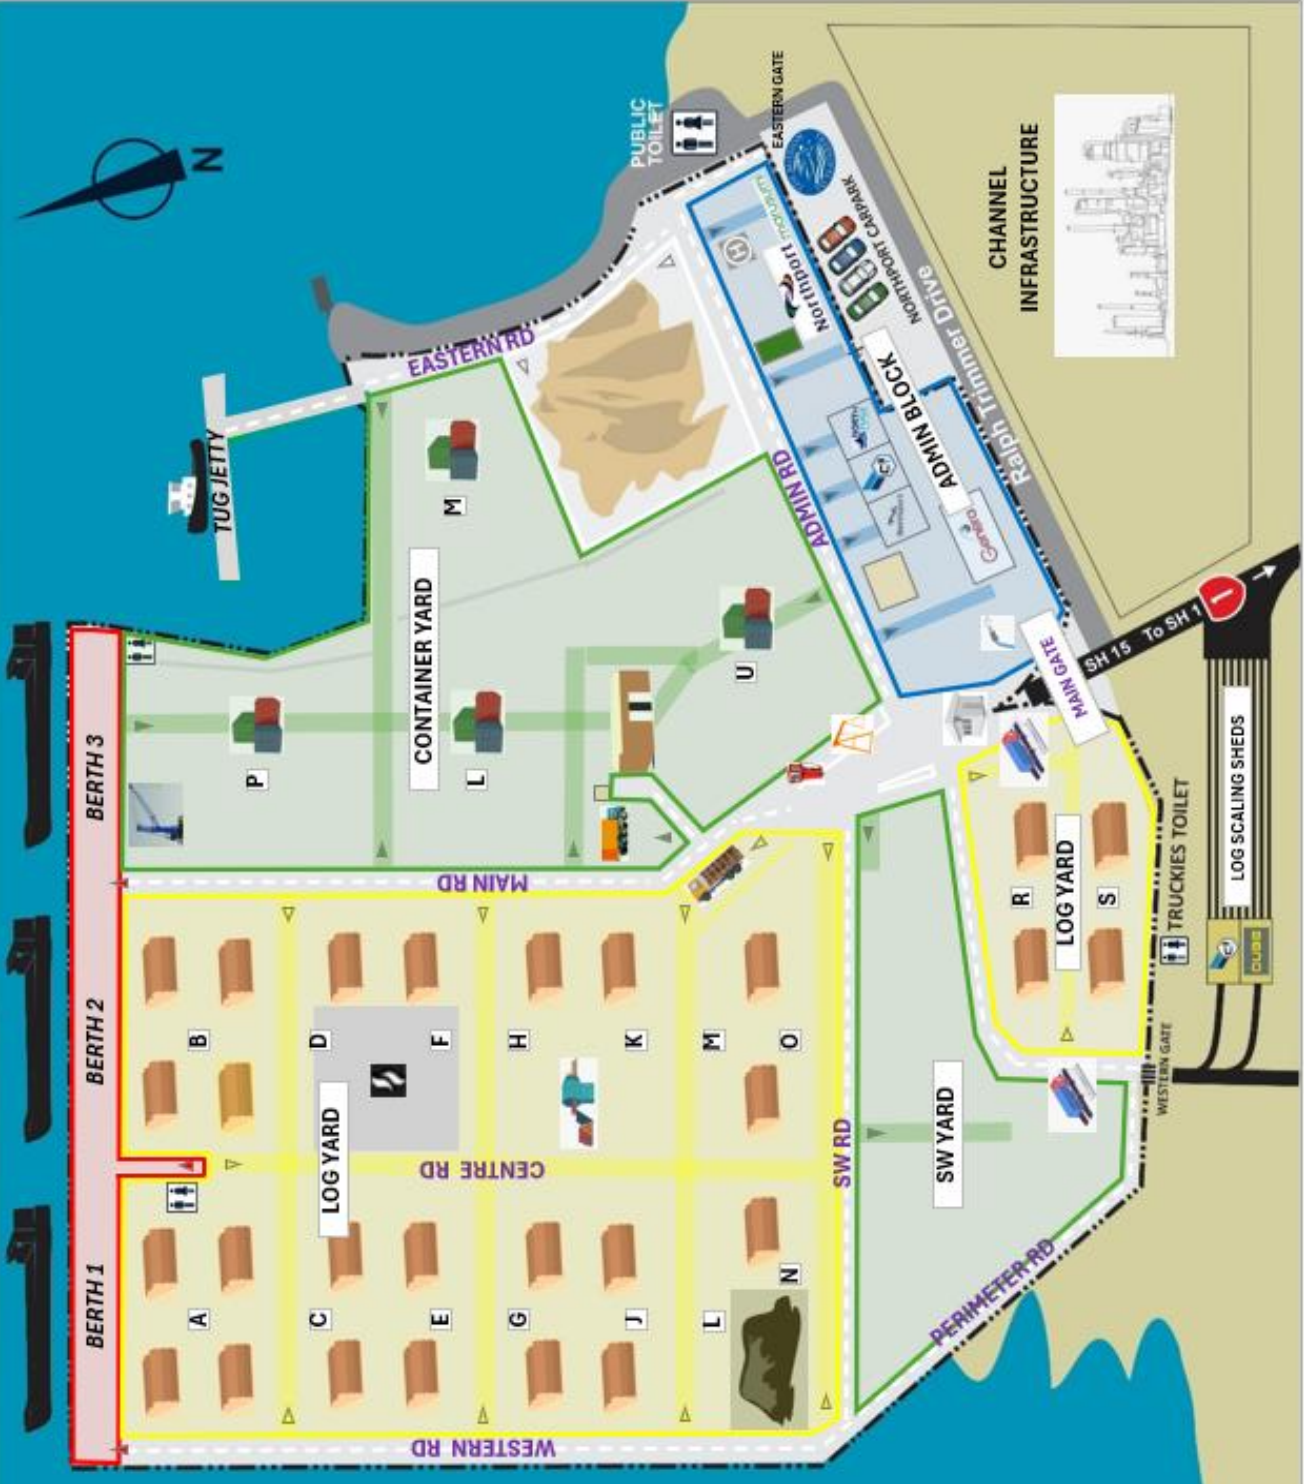 N
PUBLIC
TOILET
EASTERN GATE
CHANNEL
INFRASTRUCTURE
marusumi
Northport
H
NORTHPORT CARPARK
Ralph Trimmer Drive
ADMIN BLOCK
ADMIN RD
EASTERN RD
TUG JETTY
M
CONTAINER YARD
U
P
L
BERTH 3
MAIN RD
MAIN GATE
SH 15 To SH 1
1
LOG SCALING SHEDS
TRUCKIES TOILET
R
LOG YARD
S
BERTH 2
B
D
F
H
K
M
O
LOG YARD
CENTRE RD
SW RD
SW YARD
WESTERN GATE
BERTH 1
A
C
E
G
J
L
N
PERIMETER RD
WESTERN RD